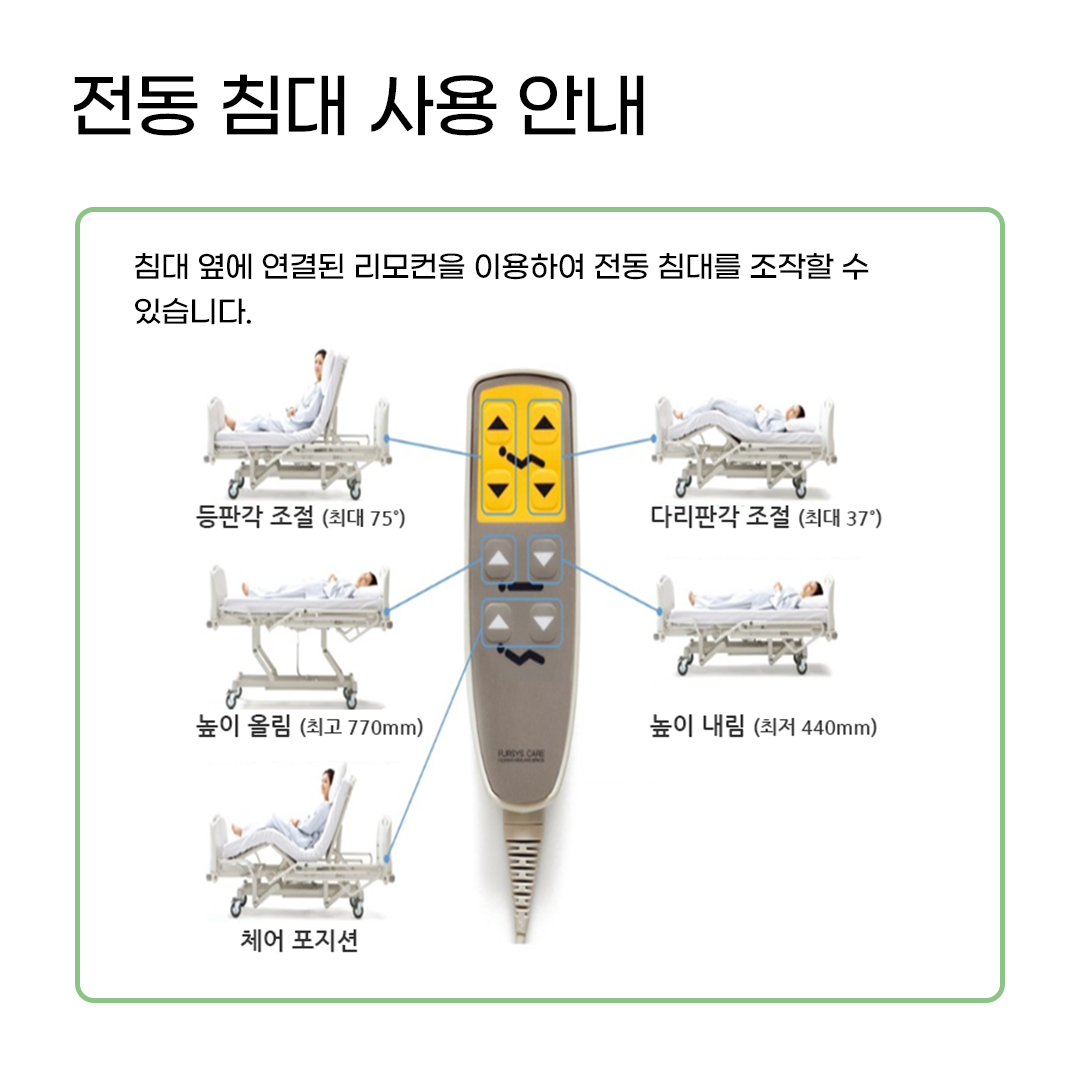 전동 침대 사용 안내
침대 옆에 연결된 리모컨을 이용하여 전동 침대를 조작할 수
있습니다.
등판각 조절 (최대 75°)
다리판각 조절 (최대 37°)
높이 올림 (최고 770mm)
높이 내림 (최저 440mm)
FURSYS CARE
체어 포지션